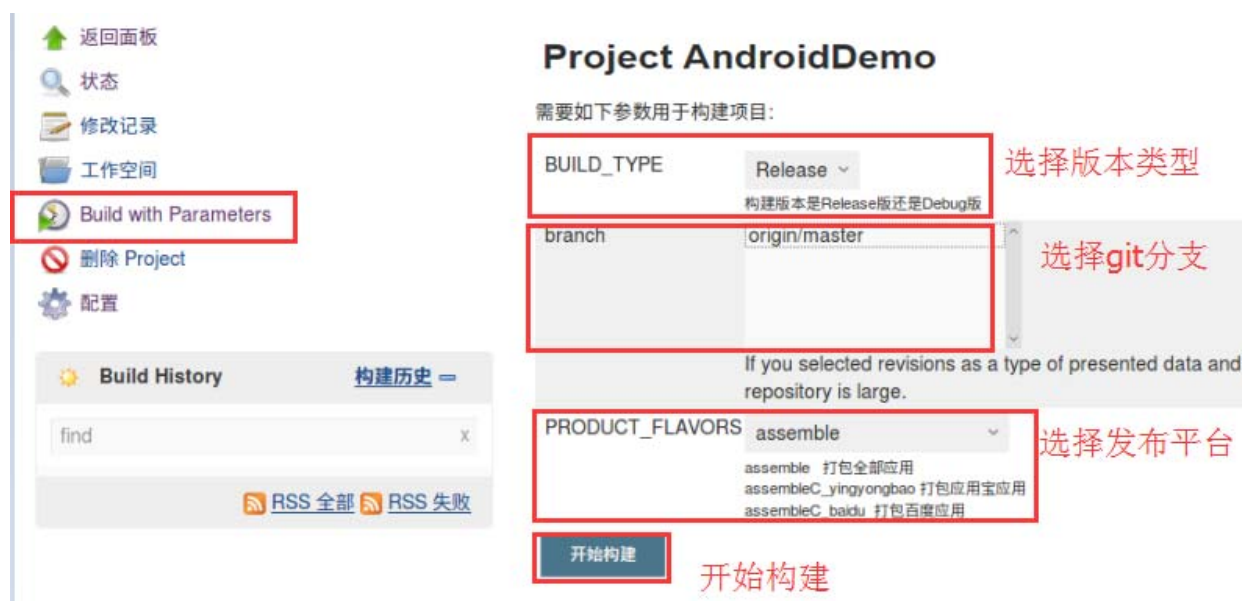 返回面板
状态
修改记录
工作空间
Build with Parameters
删除 Project
配置
Build History 构建历史
find x
RSS 全部 RSS 失败
Project AndroidDemo
需要如下参数用于构建项目:
BUILD_TYPE Release 选择版本类型
构建版本是Release版还是Debug版
branch origin/master
选择git分支
If you selected revisions as a type of presented data and
repository is large.
PRODUCT_FLAVORS assemble 选择发布平台
assemble 打包全部应用
assembleC_yingyongbao 打包应用宝应用
assembleC_baidu 打包百度应用
开始构建
开始构建